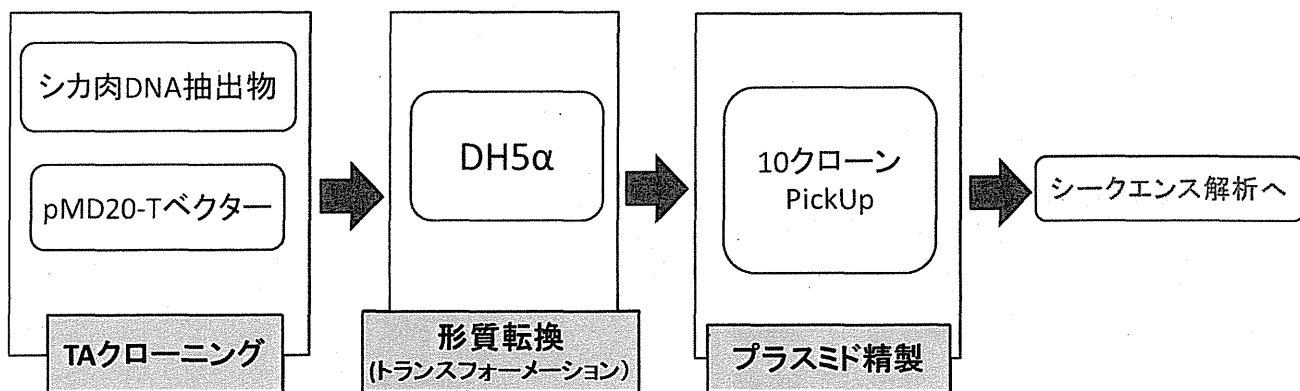 シカ肉DNA抽出物
pMD20-Tベクター
TAクローニング
DH5α
形質転換
(トランスフォーメーション)
10クローン
PickUp
プラスミド精製
シークエンス解析へ